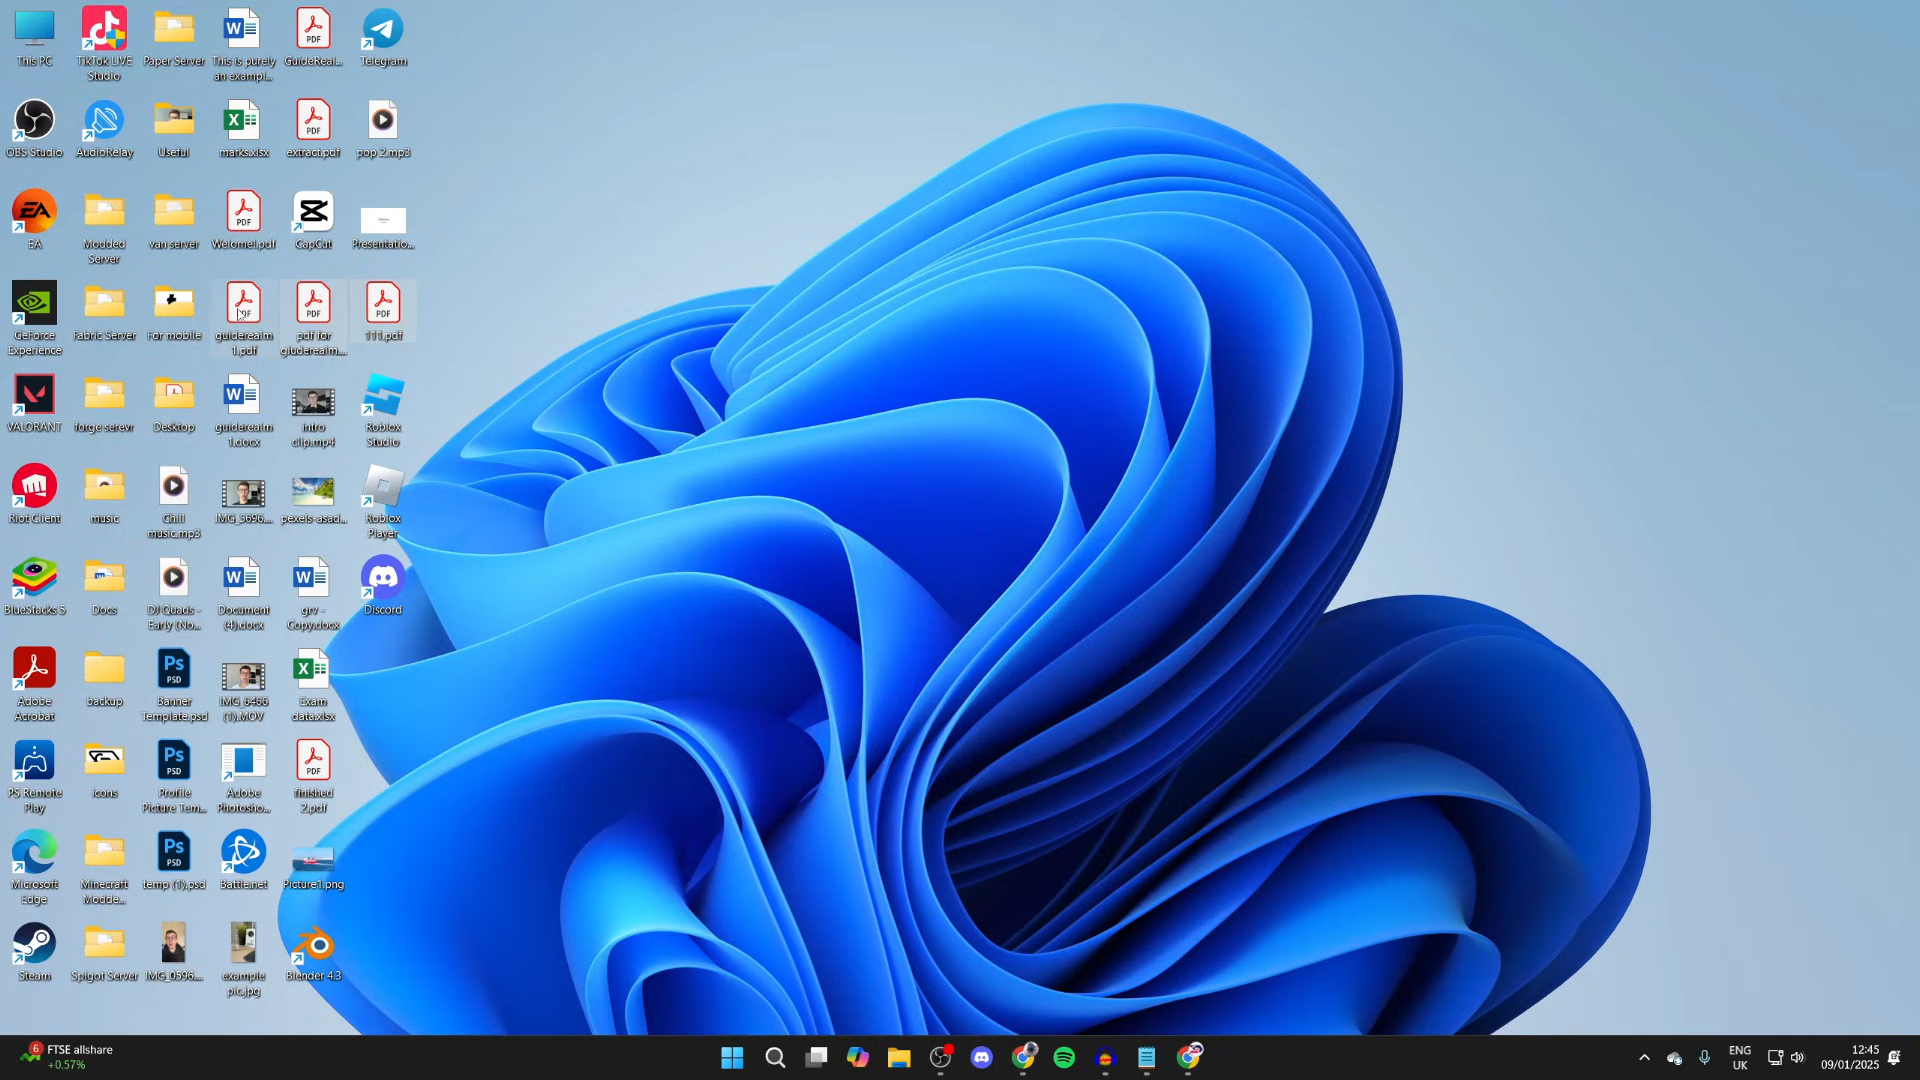 This PC
TikTok LIVE
Studio
Paper Server
This is purely
an exampl...
GuideReal...
Telegram
OBS Studio
AudioRelay
Useful
marks.xlsx
extract.pdf
pop 2.mp3
EA
Modded
Server
van server
Welome!.pdf
CapCut
Presentatio...
GeForce
Experience
Fabric Server
For mobile
guiderealm
1.pdf
pdf for
giuderealm...
111.pdf
VALORANT
forge serevr
Desktop
guiderealm
1.docx
intro
clip.mp4
Roblox
Studio
Riot Client
music
Chill
music.mp3
IMG_5696...
pexels-asad...
Roblox
Player
BlueStacks 5
Docs
DJ Quads -
Early (No...
Document
(4).docx
grv -
Copy.docx
Discord
Adobe
Acrobat
backup
Banner
Template.psd
IMG_6466
(1).MOV
Exam
data.xlsx
PS Remote
Play
icons
Profile
Picture Tem...
Adobe
Photosho...
finished
2.pdf
Microsoft
Edge
Minecraft
Modde...
temp (1).psd
Battle.net
Picture1.png
Steam
Spigot Server
IMG_0596....
example
pic.jpg
Blender 4.3
6
FTSE allshare
+0.57%
ENG
UK
12:45
09/01/2025